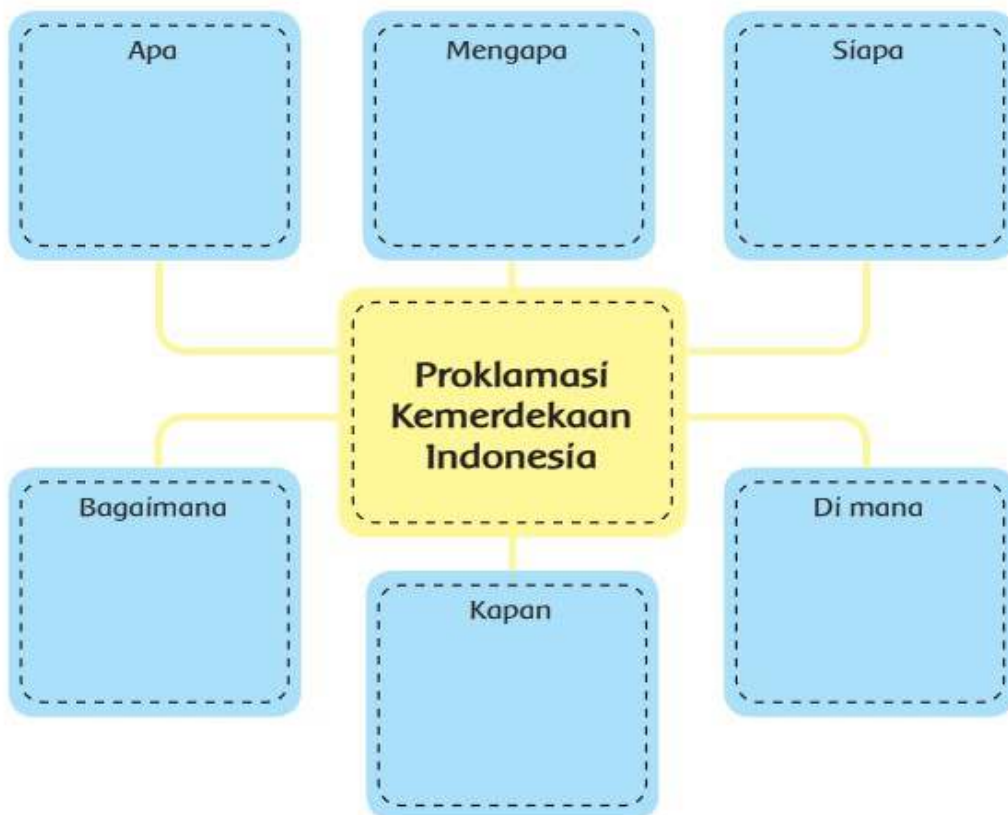 Apa
Mengapa
Siapa
Proklamasi
Kemerdekaan
Indonesia
Bagaimana
Kapan
Di mana